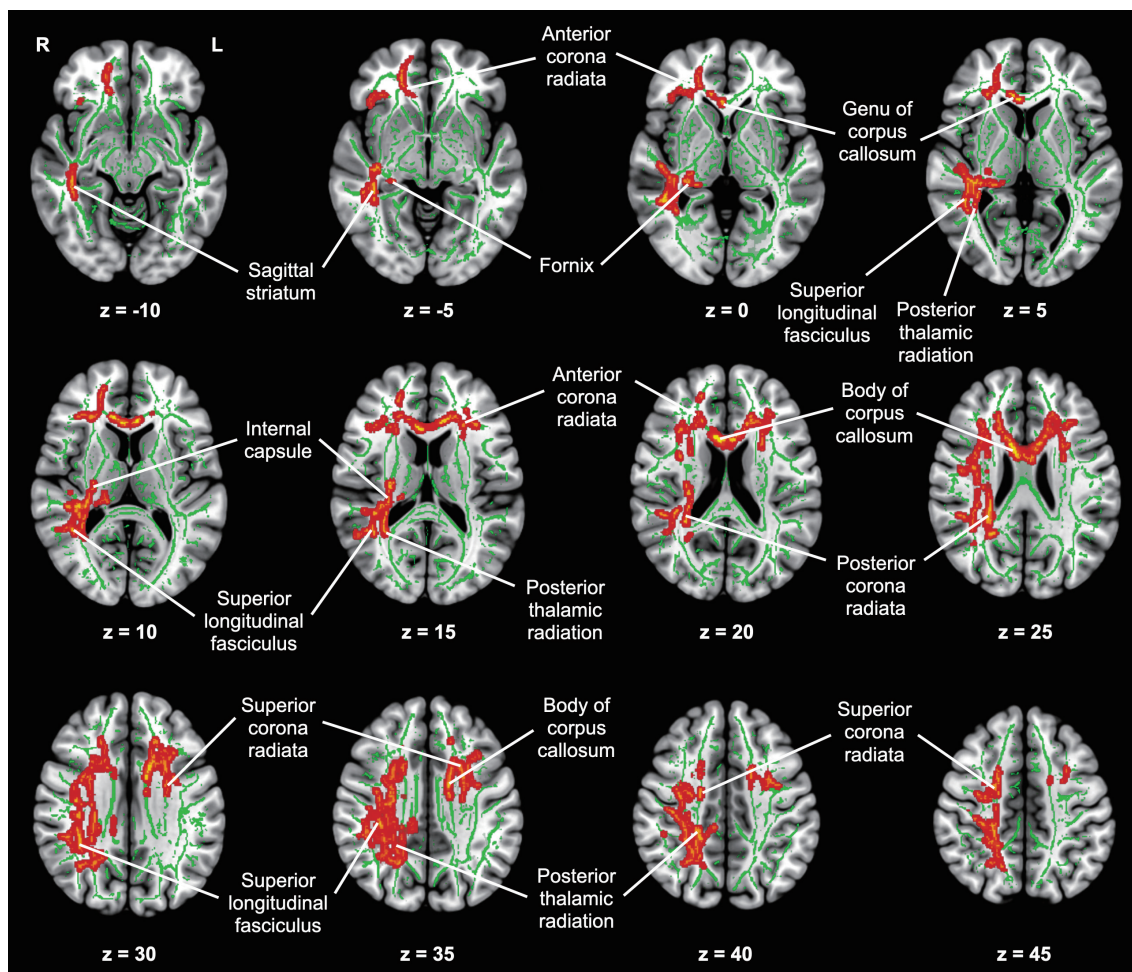 R
L
Anterior
corona
radiata
Genu of
corpus
callosum
Sagittal
striatum
Fornix
Superior
longitudinal
fasciculus
Posterior
thalamic
radiation
z = -10
z = -5
z = 0
z = 5
Internal
capsule
Anterior
corona
radiata
Body of
corpus
callosum
Superior
longitudinal
fasciculus
Posterior
thalamic
radiation
Posterior
corona
radiata
z = 10
z = 15
z = 20
z = 25
Superior
corona
radiata
Body of
corpus
callosum
Superior
corona
radiata
Superior
longitudinal
fasciculus
Posterior
thalamic
radiation
z = 30
z = 35
z = 40
z = 45